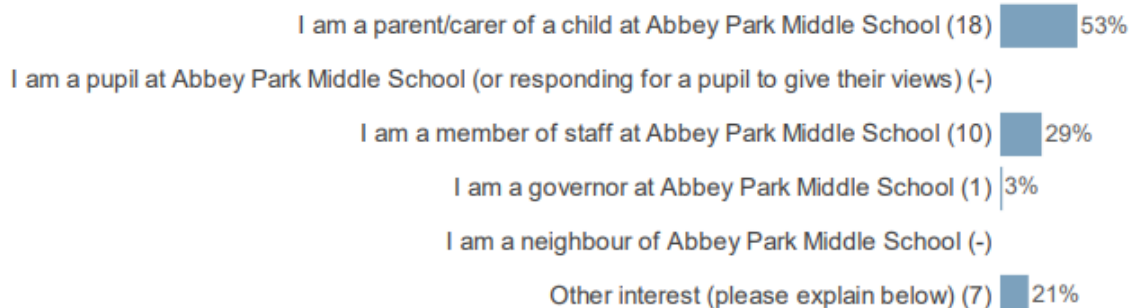 I am a parent/carer of a child at Abbey Park Middle School (18) 53%
I am a pupil at Abbey Park Middle School (or responding for a pupil to give their views) (-)
I am a member of staff at Abbey Park Middle School (10) 29%
I am a governor at Abbey Park Middle School (1) 3%
I am a neighbour of Abbey Park Middle School (-)
Other interest (please explain below) (7) 21%